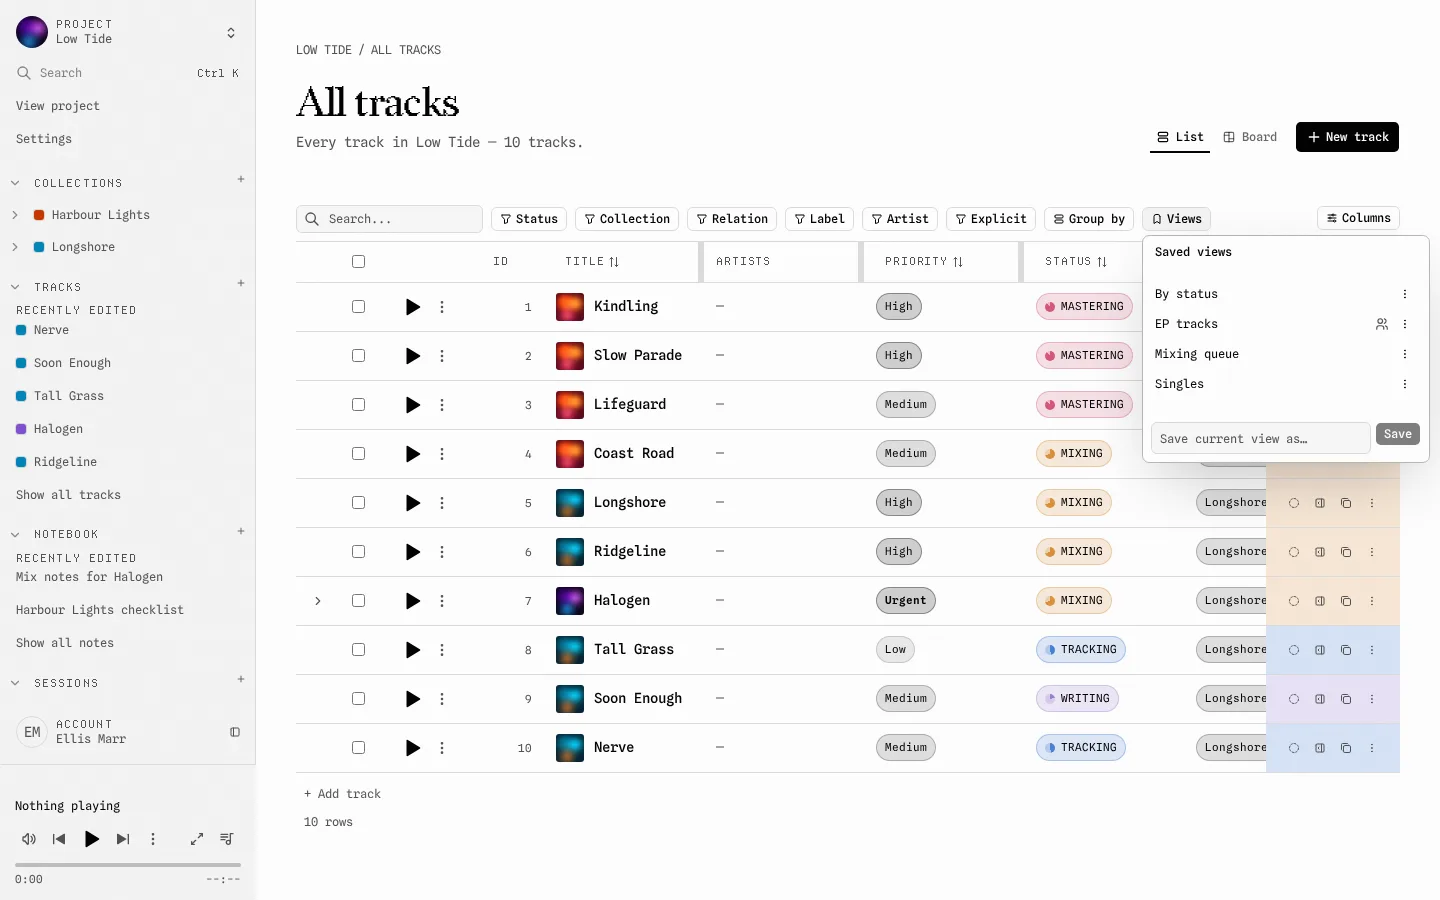 PROJECT
Low Tide
Search Ctrl K
View project
Settings
COLLECTIONS +
Harbour Lights
Longshore
TRACKS +
RECENTLY EDITED
Nerve
Soon Enough
Tall Grass
Halogen
Ridgeline
Show all tracks
NOTEBOOK +
RECENTLY EDITED
Mix notes for Halogen
Harbour Lights checklist
Show all notes
SESSIONS +
EM
ACCOUNT
Ellis Marr
Nothing playing
0:00 --:--
LOW TIDE / ALL TRACKS
All tracks
Every track in Low Tide — 10 tracks.
List Board + New track
Search... Status Collection Relation Label Artist Explicit Group by Views Columns
ID TITLE ARTISTS PRIORITY STATUS
1 Kindling — High MASTERING
2 Slow Parade — High MASTERING
3 Lifeguard — Medium MASTERING
4 Coast Road — Medium MIXING
5 Longshore — High MIXING Longshore
6 Ridgeline — High MIXING Longshore
7 Halogen — Urgent MIXING Longshore
8 Tall Grass — Low TRACKING Longshore
9 Soon Enough — Medium WRITING Longshore
10 Nerve — Medium TRACKING Longshore
+ Add track
10 rows
Saved views
By status
EP tracks
Mixing queue
Singles
Save current view as… Save